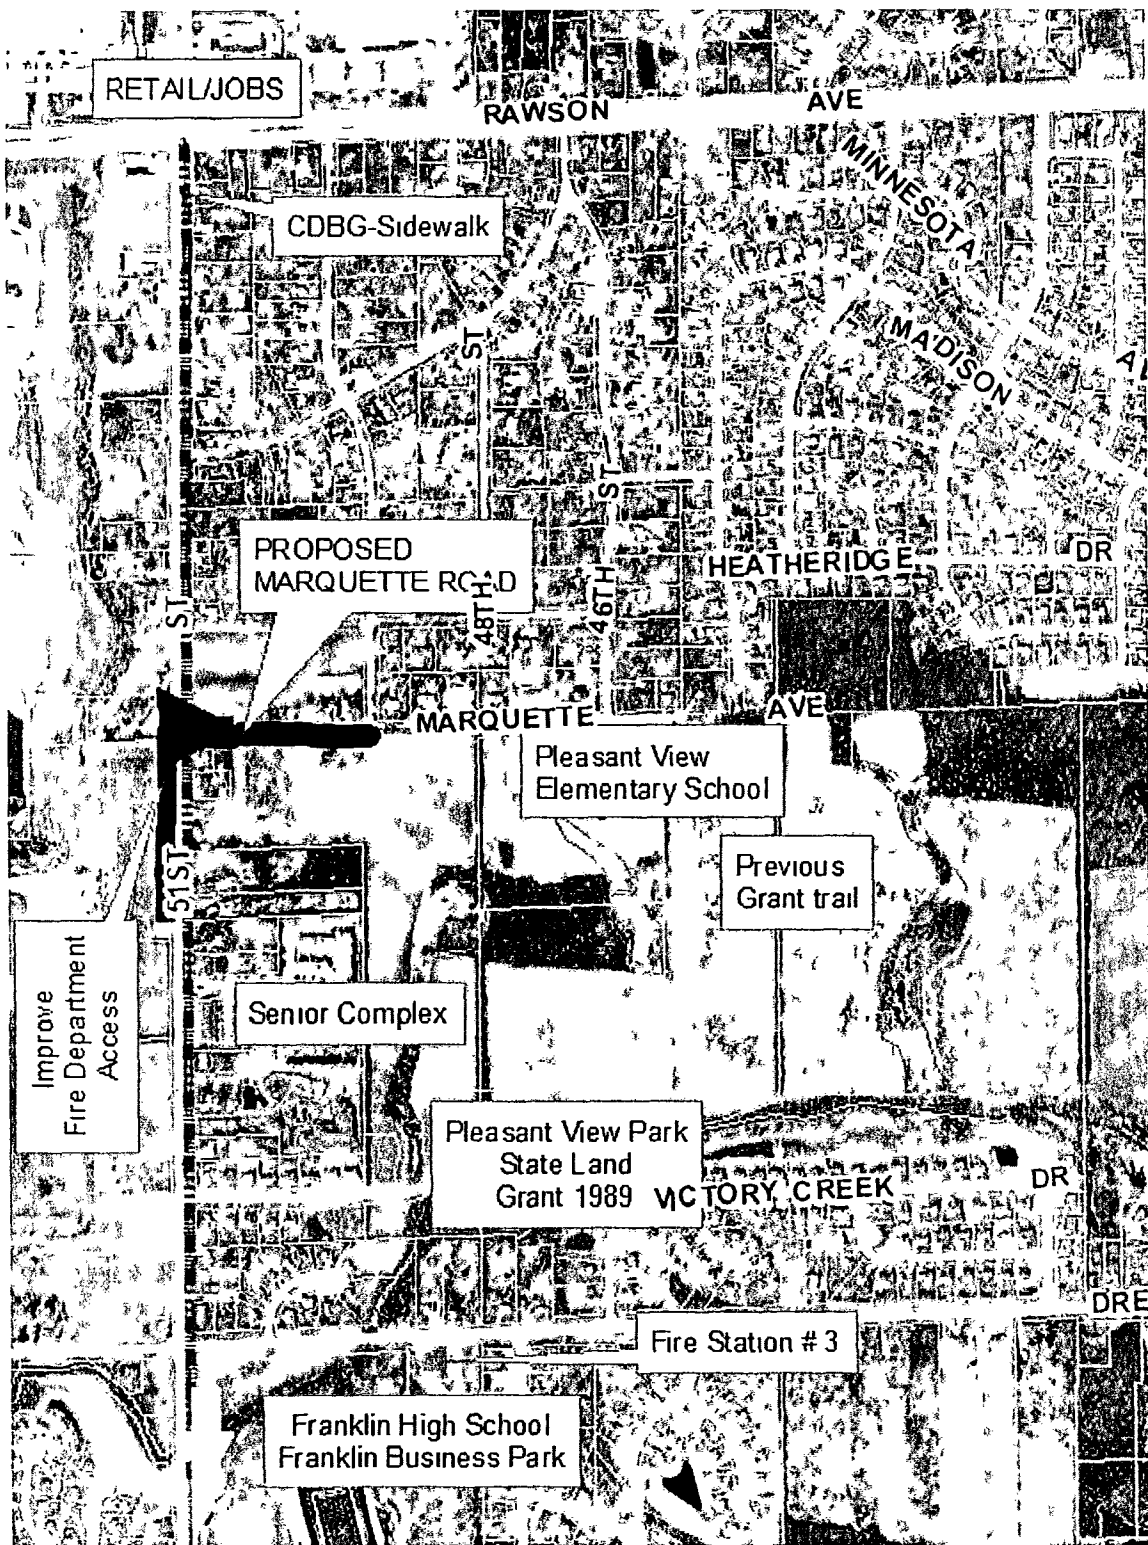 RETAIL/JOBS
RAWSON AVE
MINNESOTA
CDBG-Sidewalk
MADISON
ST
ST
PROPOSED
MARQUETTE ROAD
HEATHERIDGE DR
48TH
46TH
ST
MARQUETTE AVE
Pleasant View
Elementary School
Previous
Grant trail
51ST
Improve
Fire Department
Access
Senior Complex
Pleasant View Park
State Land
Grant 1989
VICTORY CREEK DR
DRE
Fire Station # 3
Franklin High School
Franklin Business Park